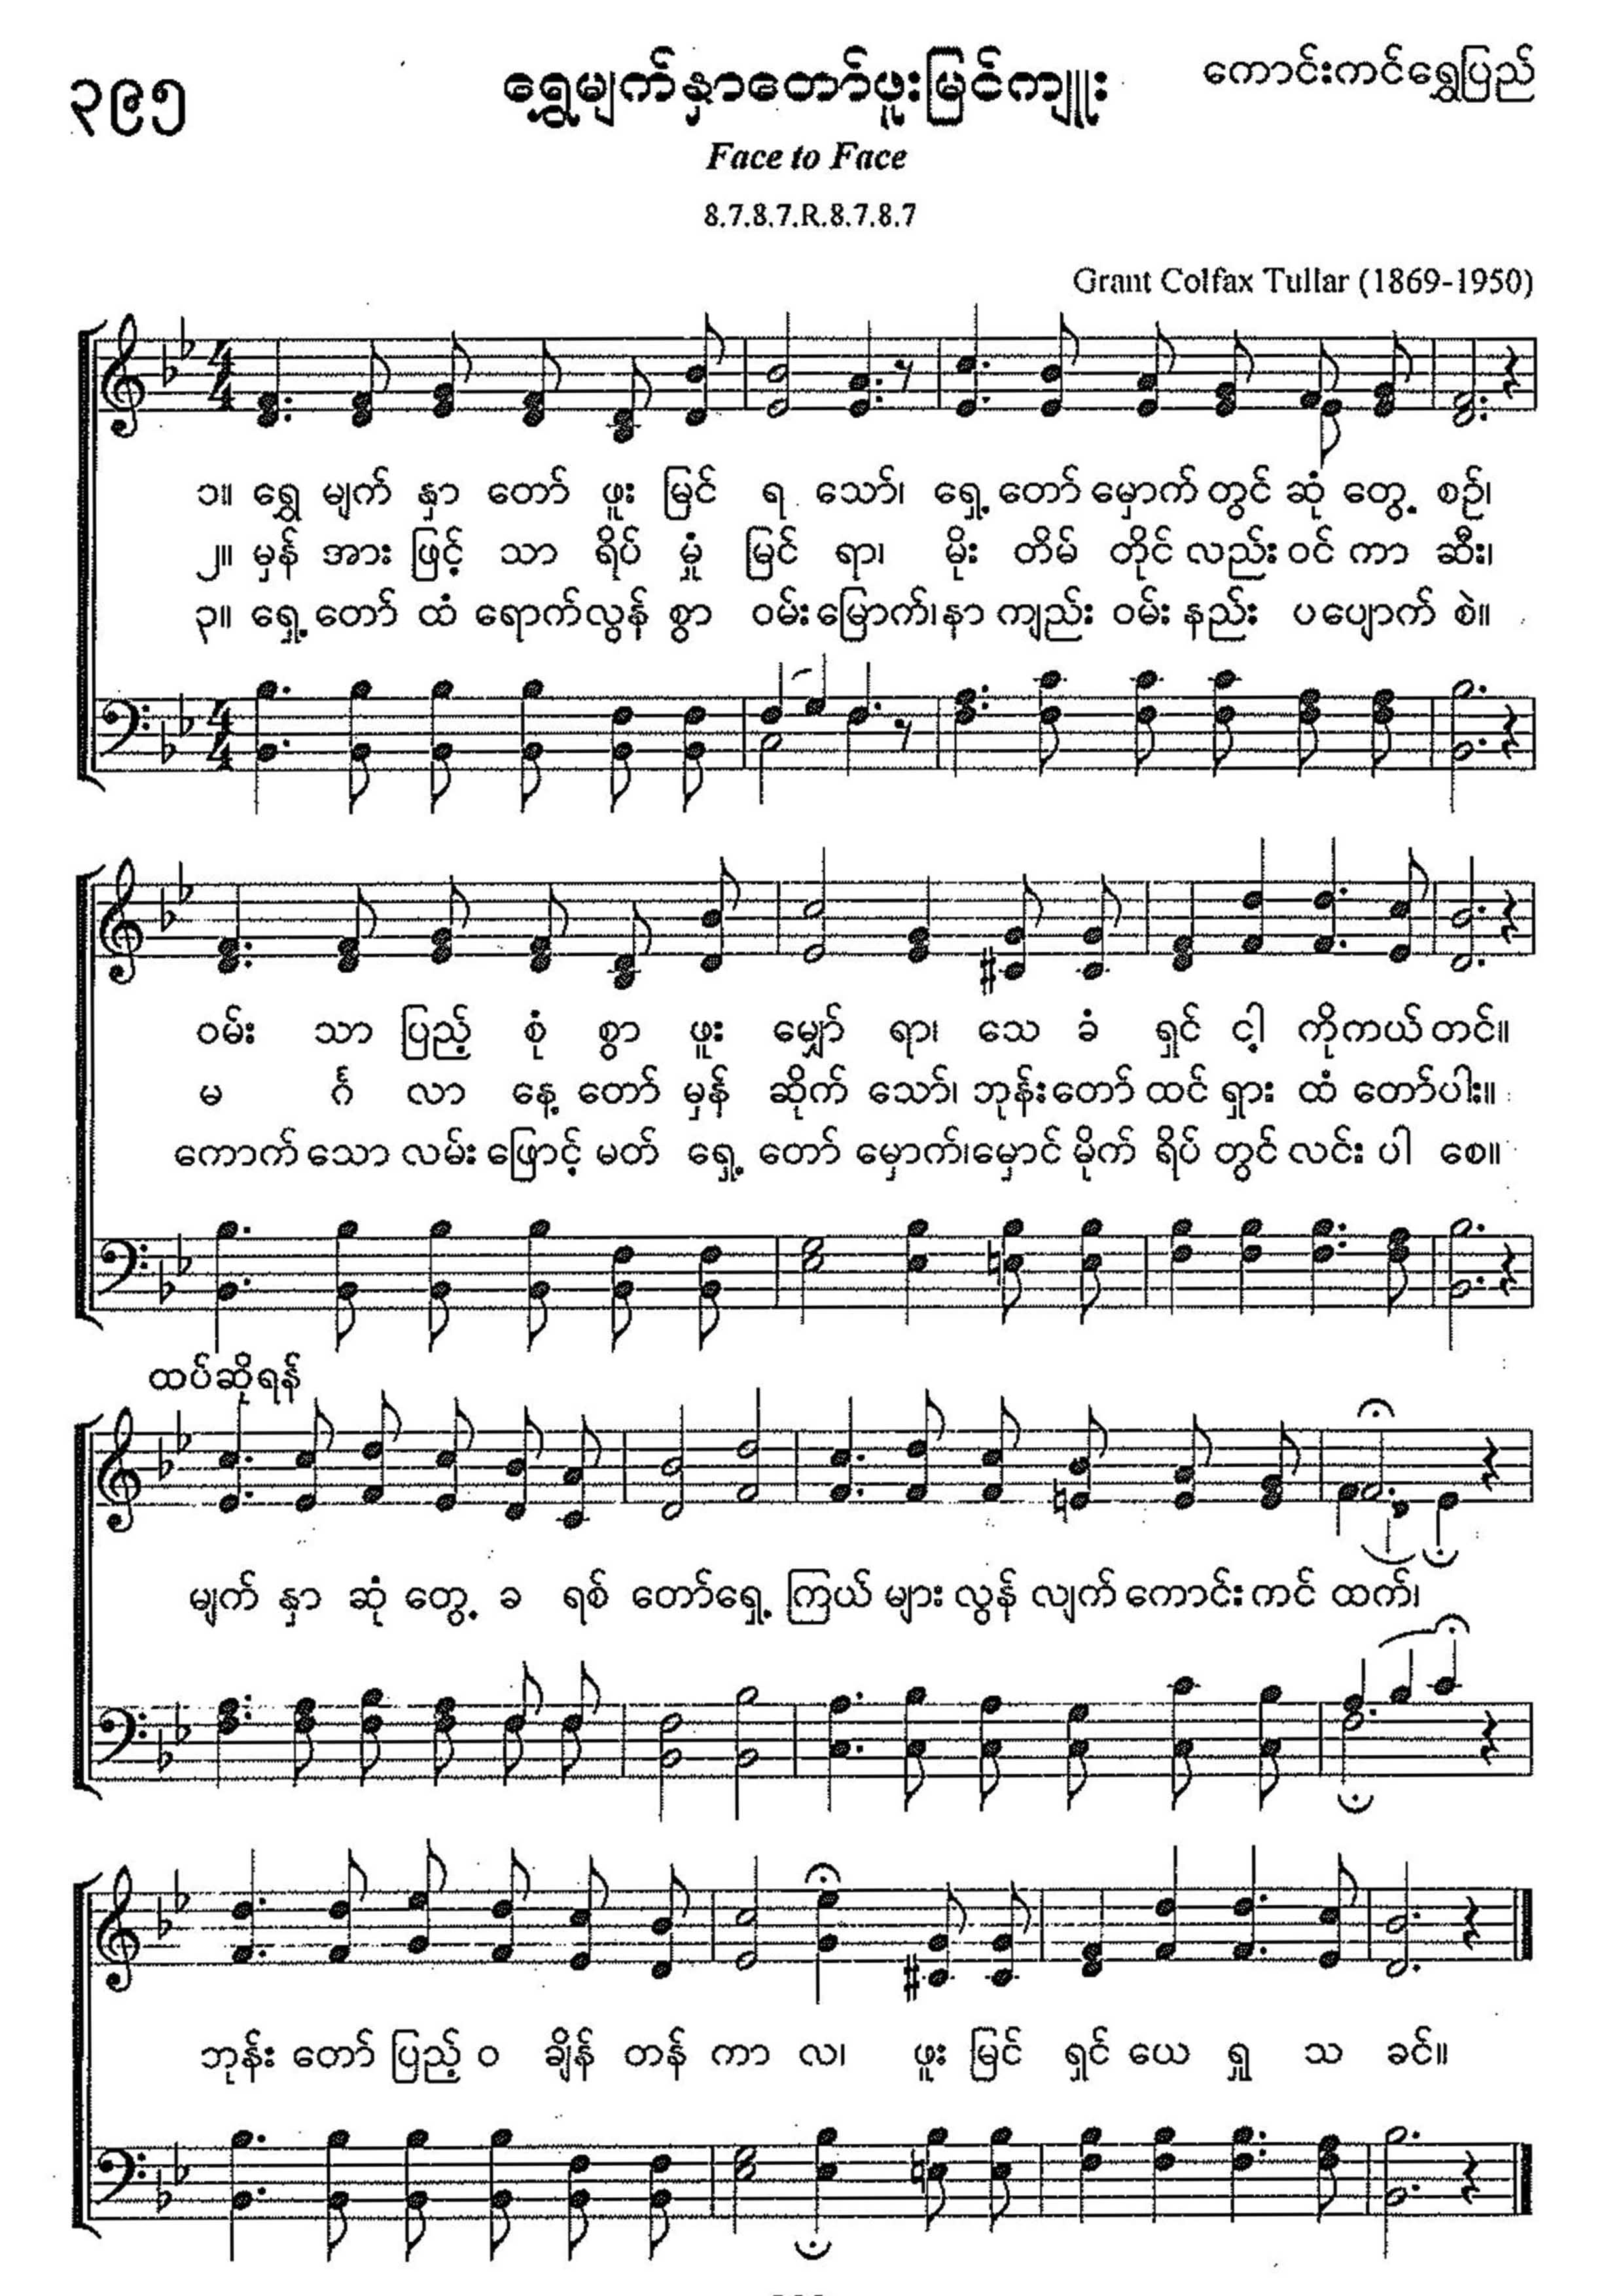 ၃၉၅
ရွှေမျက်နှာတော်ဖူးမြင်ကျူး
ကောင်းကင်ရွှေပြည်
Face to Face
8.7.8.7.R.8.7.8.7
Grant Colfax Tullar (1869-1950)
၁။ ရွှေ မျက် နှာ တော် ဖူး မြင် ရ သော်၊ ရှေ့ တော် မှောက် တွင် ဆုံ တွေ့ စဉ်၊
၂။ မှန် အား ဖြင့် သာ ရိပ် မှုံ မြင် ရာ၊ မိုး တိမ် တိုင် လည်း ဝင် ကာ ဆီး၊
၃။ ရှေ့ တော် ထံ ရောက် လွန် စွာ ဝမ်း မြောက်၊ နာ ကျည်း ဝမ်း နည်း ပ ပျောက် စဲ။
ဝမ်း သာ ပြည့် စုံ စွာ ဖူး မျှော် ရာ၊ သေ ခံ ရှင် ငါ့ ကို ကယ် တင်။
မ င်္ဂ လာ နေ့ တော် မှန် ဆိုက် သော်၊ ဘုန်း တော် ထင် ရှား ထံ တော် ပါး။
ကောက် သော လမ်း ဖြောင့် မတ် ရှေ့ တော် မှောက်၊ မှောင် မိုက် ရိပ် တွင် လင်း ပါ စေ။
ထပ်ဆိုရန်
မျက် နှာ ဆုံ တွေ့ ခ ရစ် တော် ရှေ့ ကြယ် များ လွန် လျက် ကောင်း ကင် ထက်၊
ဘုန်း တော် ပြည့် ဝ ချိန် တန် ကာ လ၊ ဖူး မြင် ရှင် ယေ ရှု သ ခင်။